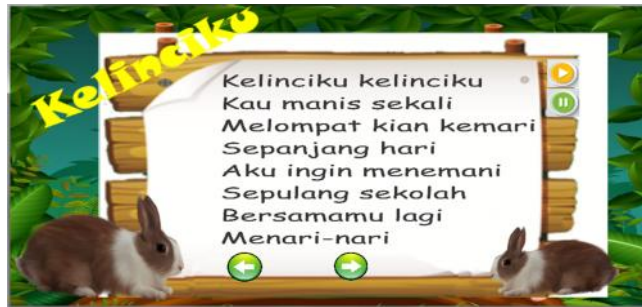 Kelinciku
Kelinciku kelinciku
Kau manis sekali
Melompat kian kemari
Sepanjang hari
Aku ingin menemani
Sepulang sekolah
Bersamamu lagi
Menari-nari